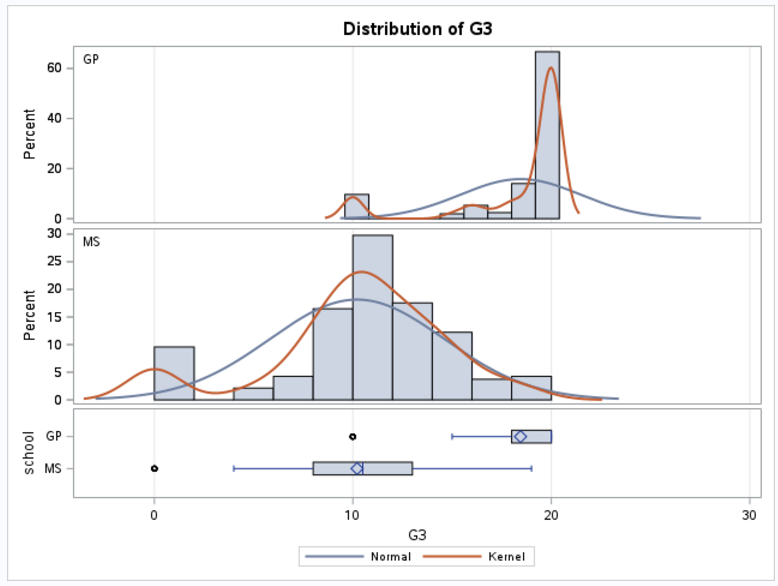 Distribution of G3
GP
60
40
20
0
Percent
MS
30
25
20
15
10
5
0
Percent
GP
MS
school
0 10 20 30
G3
Normal Kernel